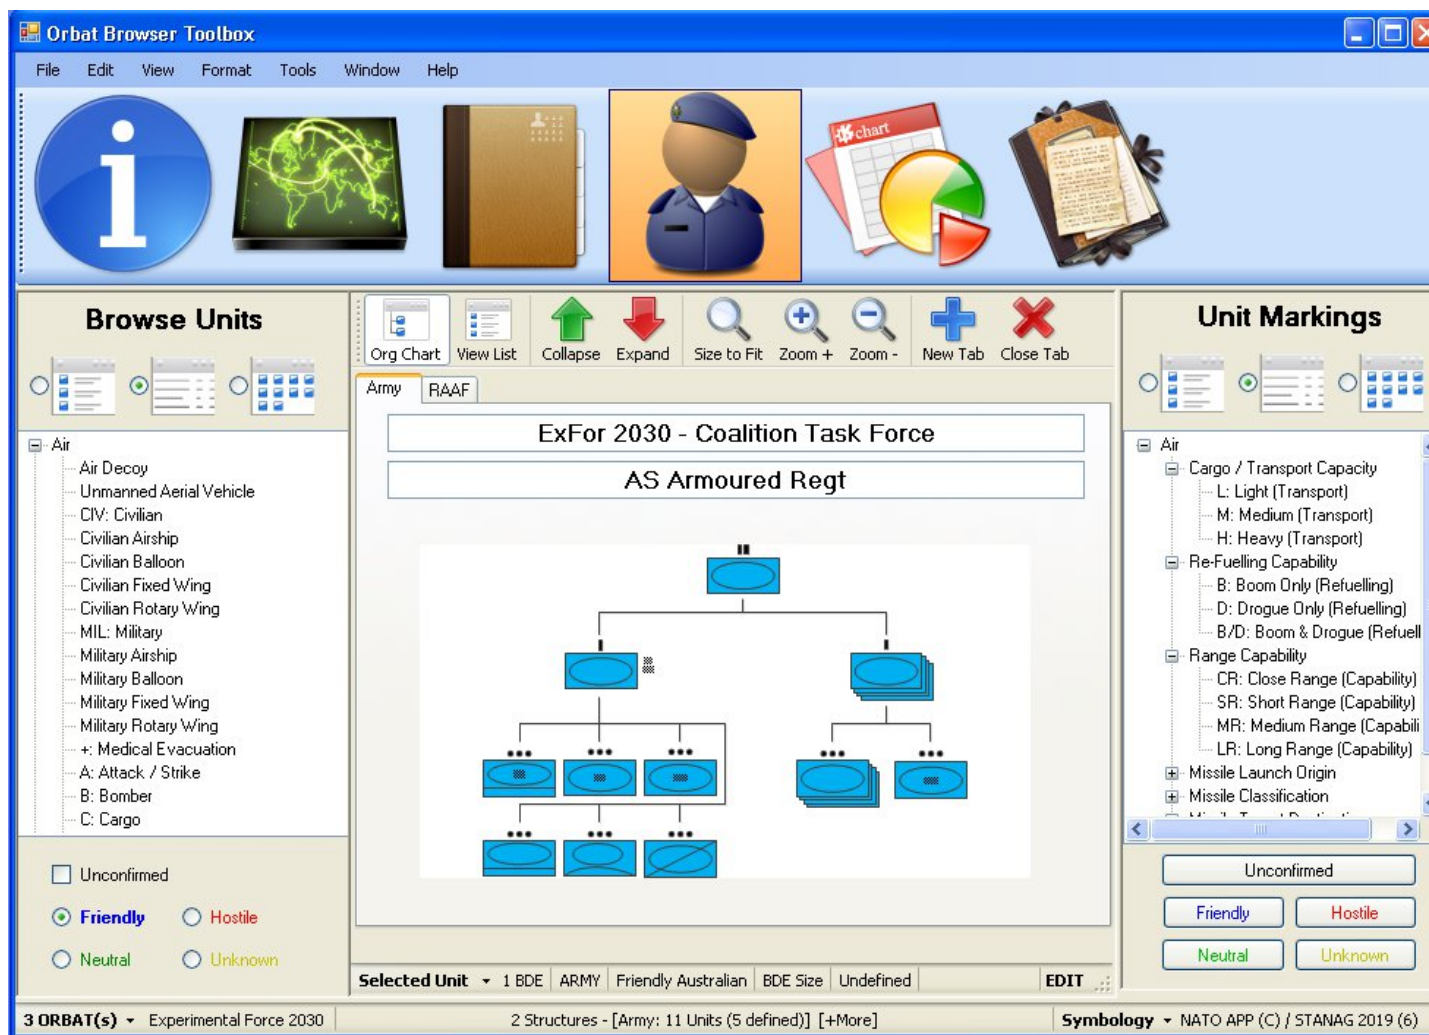 Orbat Browser Toolbox
File Edit View Format Tools Window Help
chart
Browse Units
Org Chart View List Collapse Expand Size to Fit Zoom + Zoom - New Tab Close Tab
Unit Markings
Army RAAF
ExFor 2030 - Coalition Task Force
AS Armoured Regt
Air
Air Decoy
Unmanned Aerial Vehicle
CIV: Civilian
Civilian Airship
Civilian Balloon
Civilian Fixed Wing
Civilian Rotary Wing
MIL: Military
Military Airship
Military Balloon
Military Fixed Wing
Military Rotary Wing
+: Medical Evacuation
A: Attack / Strike
B: Bomber
C: Cargo
Unconfirmed
Friendly Hostile
Neutral Unknown
Air
Cargo / Transport Capacity
L: Light (Transport)
M: Medium (Transport)
H: Heavy (Transport)
Re-Fuelling Capability
B: Boom Only (Refuelling)
D: Drogue Only (Refuelling)
B/D: Boom & Drogue (Refuell
Range Capability
CR: Close Range (Capability)
SR: Short Range (Capability)
MR: Medium Range (Capabili
LR: Long Range (Capability)
Missile Launch Origin
Missile Classification
Unconfirmed
Friendly Hostile
Neutral Unknown
Selected Unit 1 BDE ARMY Friendly Australian BDE Size Undefined EDIT
3 ORBAT(s) Experimental Force 2030 2 Structures - [Army: 11 Units (5 defined)] [+More] Symbology NATO APP (C) / STANAG 2019 (6)